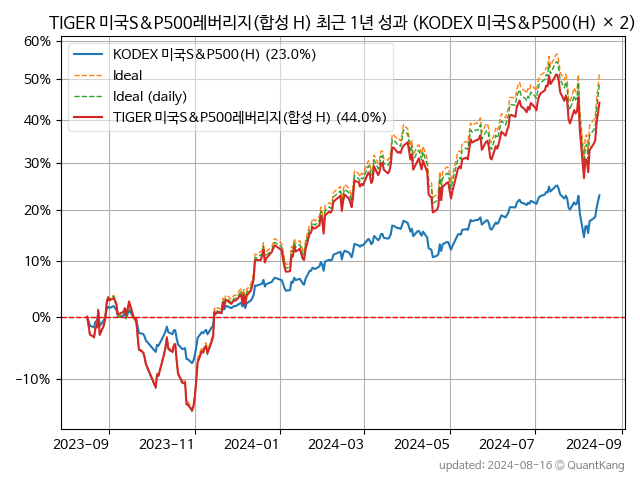 TIGER 미국S&P500레버리지(합성 H) 최근 1년 성과 (KODEX 미국S&P500(H) × 2)
60%
50%
40%
30%
20%
10%
0%
−10%
KODEX 미국S&P500(H) (23.0%)
Ideal
Ideal (daily)
TIGER 미국S&P500레버리지(합성 H) (44.0%)
2023-09 2023-11 2024-01 2024-03 2024-05 2024-07 2024-09
updated: 2024-08-16 © QuantKang